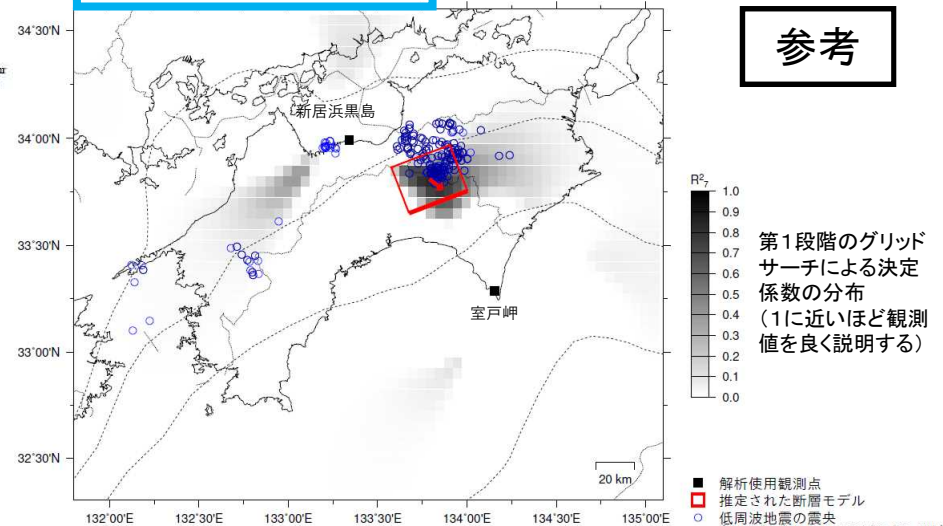 参考
34°30'N
34°00'N
33°30'N
33°00'N
32°30'N
132°00'E
132°30'E
133°00'E
133°30'E
134°00'E
134°30'E
135°00'E
新居浜黒島
室戸岬
20 km
R²₇
1.0
0.9
0.8
0.7
0.6
0.5
0.4
0.3
0.2
0.1
0.0
第1段階のグリッド
サーチによる決定
係数の分布
（1に近いほど観測
値を良く説明する）
解析使用観測点
推定された断層モデル
低周波地震の震央